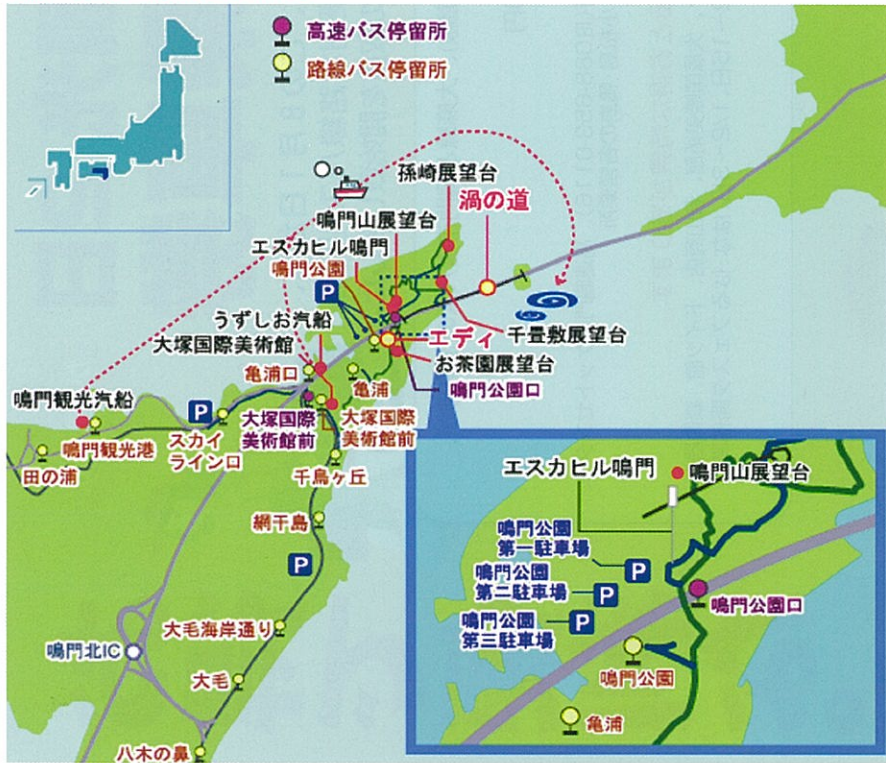 高速バス停留所
路線バス停留所
孫崎展望台
渦の道
鳴門山展望台
エスカヒル鳴門
鳴門公園
P
うずしお汽船
大塚国際美術館
エディ
千畳敷展望台
お茶園展望台
亀浦口
亀浦
鳴門公園口
鳴門観光汽船
P
大塚国際
美術館前
大塚国際
美術館前
スカイ
ライン口
鳴門観光港
田の浦
千鳥ヶ丘
網干島
P
大毛海岸通り
鳴門北IC
大毛
八木の鼻
エスカヒル鳴門
鳴門山展望台
鳴門公園
第一駐車場
P
鳴門公園
第二駐車場
P
鳴門公園
第三駐車場
P
鳴門公園口
鳴門公園
亀浦